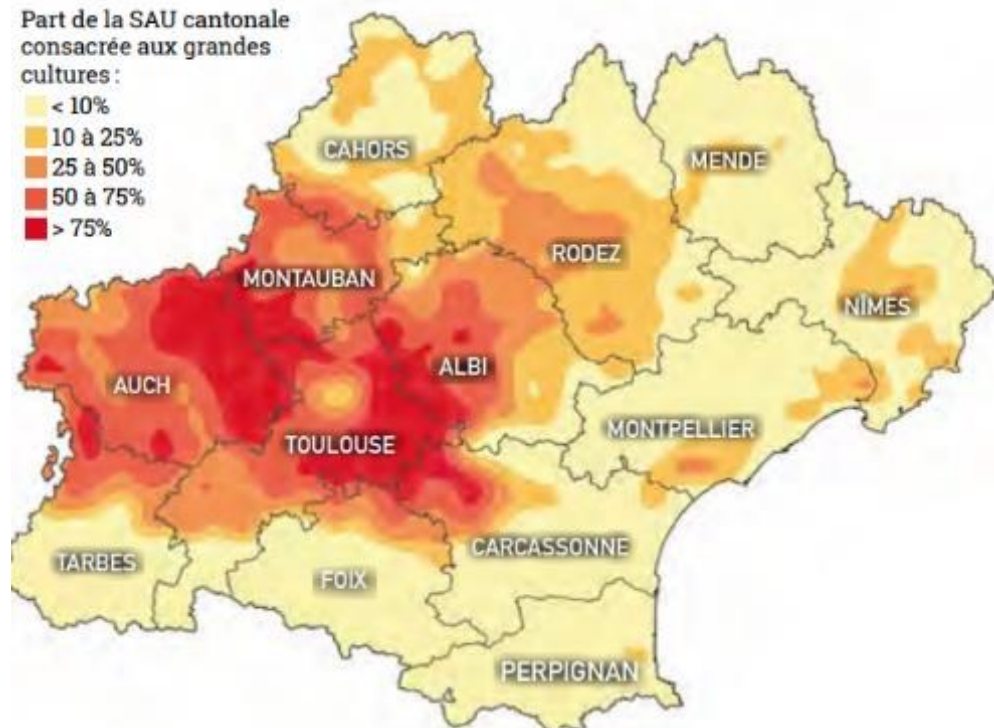 Part de la SAU cantonale
consacrée aux grandes
cultures :
< 10%
10 à 25%
25 à 50%
50 à 75%
> 75%
CAHORS
MENDE
RODEZ
MONTAUBAN
NÎMES
ALBI
AUCH
MONTPELLIER
TOULOUSE
CARCASSONNE
TARBES
FOIX
PERPIGNAN